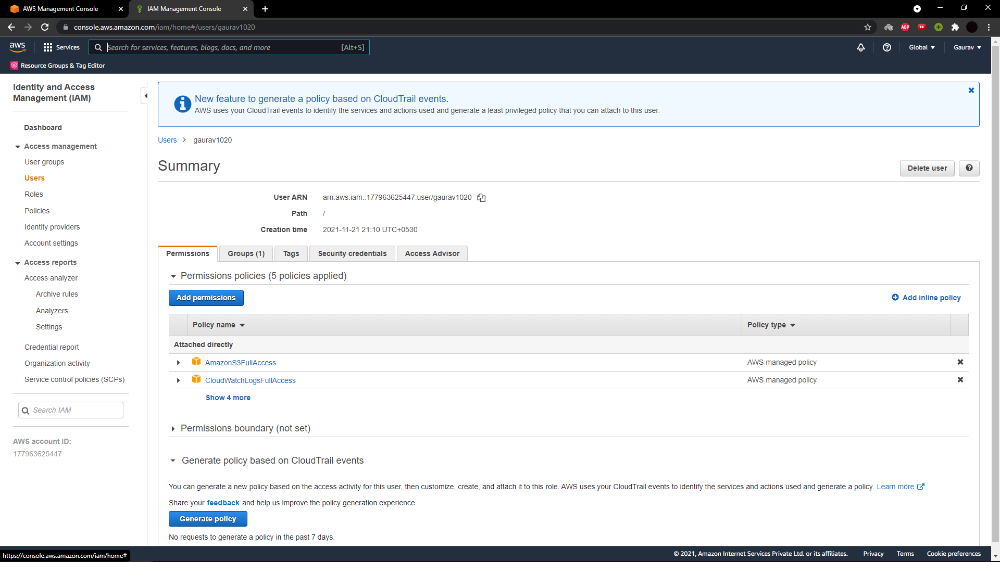 AWS Management Console
IAM Management Console
console.aws.amazon.com/iam/home#/users/gaurav1020
ABP
aws
Services
Search for services, features, blogs, docs, and more
[Alt+S]
Global
Gaurav
Resource Groups & Tag Editor
Identity and Access
Management (IAM)
Dashboard
Access management
User groups
Users
Roles
Policies
Identity providers
Account settings
Access reports
Access analyzer
Archive rules
Analyzers
Settings
Credential report
Organization activity
Service control policies (SCPs)
Search IAM
AWS account ID:
177963625447
New feature to generate a policy based on CloudTrail events.
AWS uses your CloudTrail events to identify the services and actions used and generate a least privileged policy that you can attach to this user.
Users > gaurav1020
Summary
Delete user
User ARN arn:aws:iam::177963625447:user/gaurav1020
Path /
Creation time 2021-11-21 21:10 UTC+0530
Permissions
Groups (1)
Tags
Security credentials
Access Advisor
Permissions policies (5 policies applied)
Add permissions
Add inline policy
Policy name
Policy type
Attached directly
AmazonS3FullAccess AWS managed policy
CloudWatchLogsFullAccess AWS managed policy
Show 4 more
Permissions boundary (not set)
Generate policy based on CloudTrail events
You can generate a new policy based on the access activity for this user, then customize, create, and attach it to this role. AWS uses your CloudTrail events to identify the services and actions used and generate a policy. Learn more
Share your feedback and help us improve the policy generation experience.
Generate policy
No requests to generate a policy in the past 7 days.
https://console.aws.amazon.com/iam/home#
© 2021, Amazon Internet Services Private Ltd. or its affiliates.
Privacy
Terms
Cookie preferences